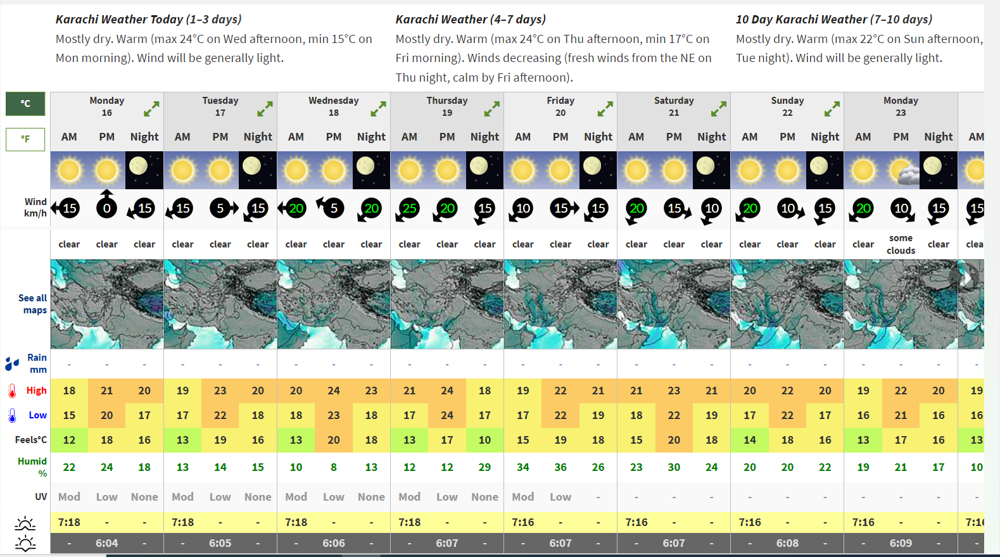 Karachi Weather Today (1–3 days)
Mostly dry. Warm (max 24°C on Wed afternoon, min 15°C on
Mon morning). Wind will be generally light.
Karachi Weather (4–7 days)
Mostly dry. Warm (max 24°C on Thu afternoon, min 17°C on
Fri morning). Winds decreasing (fresh winds from the NE on
Thu night, calm by Fri afternoon).
10 Day Karachi Weather (7–10 days)
Mostly dry. Warm (max 22°C on Sun afternoon,
Tue night). Wind will be generally light.
°C
°F
Monday Tuesday Wednesday Thursday Friday Saturday Sunday Monday
16 17 18 19 20 21 22 23
AM PM Night AM PM Night AM PM Night AM PM Night AM PM Night AM PM Night AM PM Night AM PM Night AM
Wind
km/h
15 0 15 15 5 15 20 5 20 25 20 15 10 15 15 20 15 10 20 10 15 20 10 15 15
clear clear clear clear clear clear clear clear clear clear clear clear clear clear clear clear clear clear clear clear clear clear some clouds clear clea
See all
maps
Rain
mm
- - - - - - - - - - - - - - - - - - - - - - - - -
High 18 21 20 19 23 20 20 24 23 21 24 18 19 22 21 21 23 21 20 22 20 19 22 20 19
Low 15 20 17 17 22 18 18 23 18 17 24 17 17 22 19 18 22 19 17 22 17 16 21 16 16
Feels°C 12 18 16 13 19 16 13 20 18 13 17 10 15 19 18 15 20 18 14 18 16 13 17 16 13
Humid
%
22 24 18 13 14 15 10 8 13 12 12 29 34 36 26 23 30 24 20 20 22 19 21 17 10
UV Mod Low None Mod Low None Mod Low None Mod Low None Mod Low - - - - - - - - - - -
7:18 - - 7:18 - - 7:18 - - 7:18 - - 7:16 - - 7:16 - - 7:16 - - 7:16 - - 7:16
- 6:04 - - 6:05 - - 6:06 - - 6:07 - - 6:07 - - 6:07 - - 6:08 - - 6:09 - -